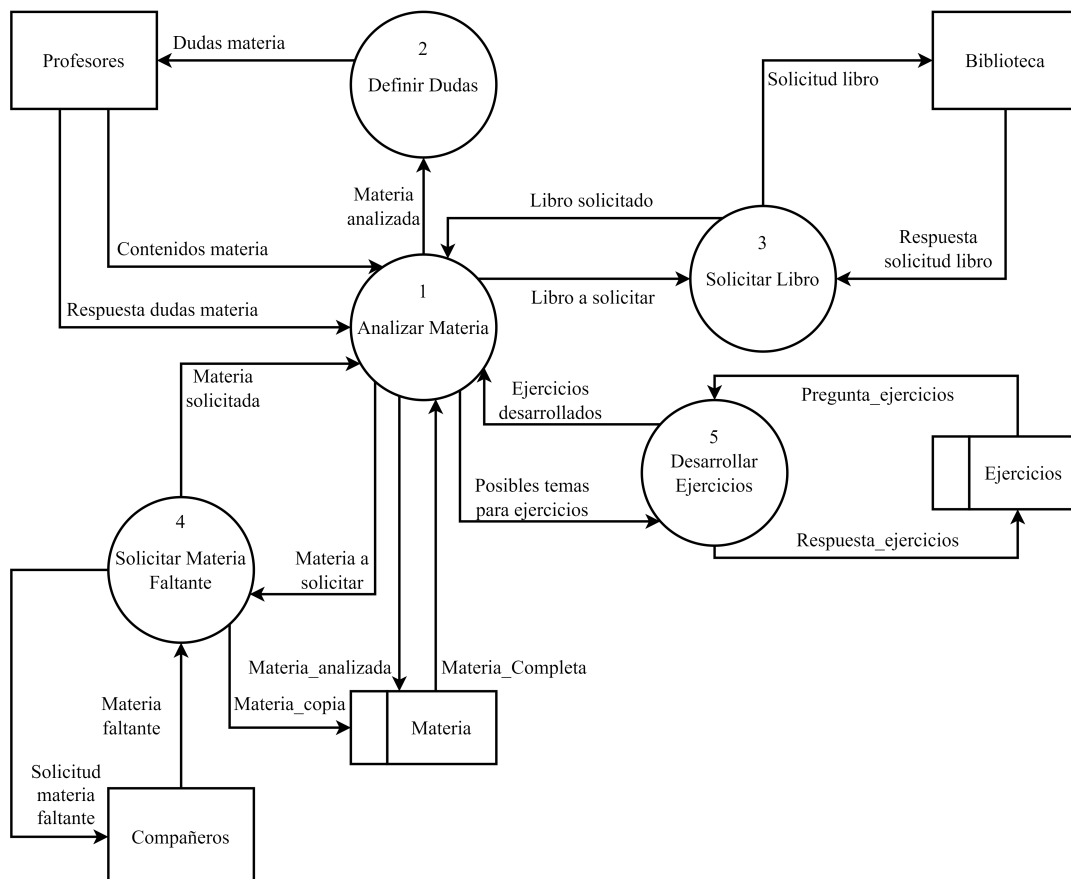 Profesores
Dudas materia
2
Definir Dudas
Solicitud libro
Biblioteca
Materia
analizada
Libro solicitado
3
Solicitar Libro
Respuesta
solicitud libro
Contenidos materia
Libro a solicitar
1
Analizar Materia
Respuesta dudas materia
Materia
solicitada
Ejercicios
desarrollados
Pregunta_ejercicios
5
Desarrollar
Ejercicios
Ejercicios
Posibles temas
para ejercicios
Respuesta_ejercicios
4
Solicitar Materia
Faltante
Materia a
solicitar
Materia_analizada
Materia_Completa
Materia_copia
Materia
Materia
faltante
Solicitud
materia
faltante
Compañeros